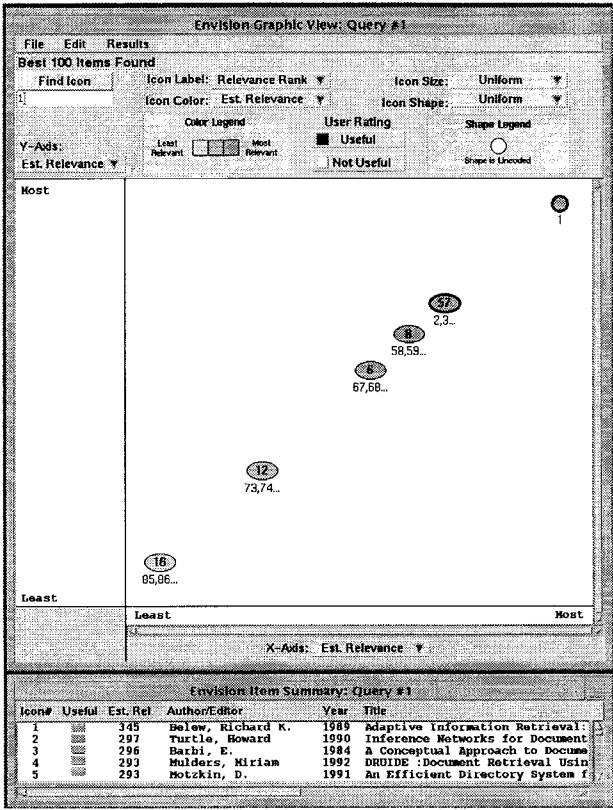 Envision Graphic View: Query #1
File Edit Results
Best 100 Items Found
Find Icon
1
Icon Label: Relevance Rank
Icon Size: Uniform
Icon Color: Est. Relevance
Icon Shape: Uniform
Y-Axis:
Est. Relevance
Color Legend
Least Relevant
Most Relevant
User Rating
Useful
Not Useful
Shape Legend
Shape is Uncoded
Most
1
57
2,3...
8
58,59...
6
67,68...
12
73,74...
16
85,86...
Least
Least Most
X-Axis: Est. Relevance
Envision Item Summary: Query #1
Icon# Useful Est. Rel Author/Editor Year Title
1 345 Belew, Richard K. 1989 Adaptive Information Retrieval:
2 297 Turtle, Howard 1990 Inference Networks for Document
3 296 Barbi, E. 1984 A Conceptual Approach to Docume
4 293 Mulders, Miriam 1992 DRUIDE :Document Retrieval Usin
5 293 Motzkin, D. 1991 An Efficient Directory System f